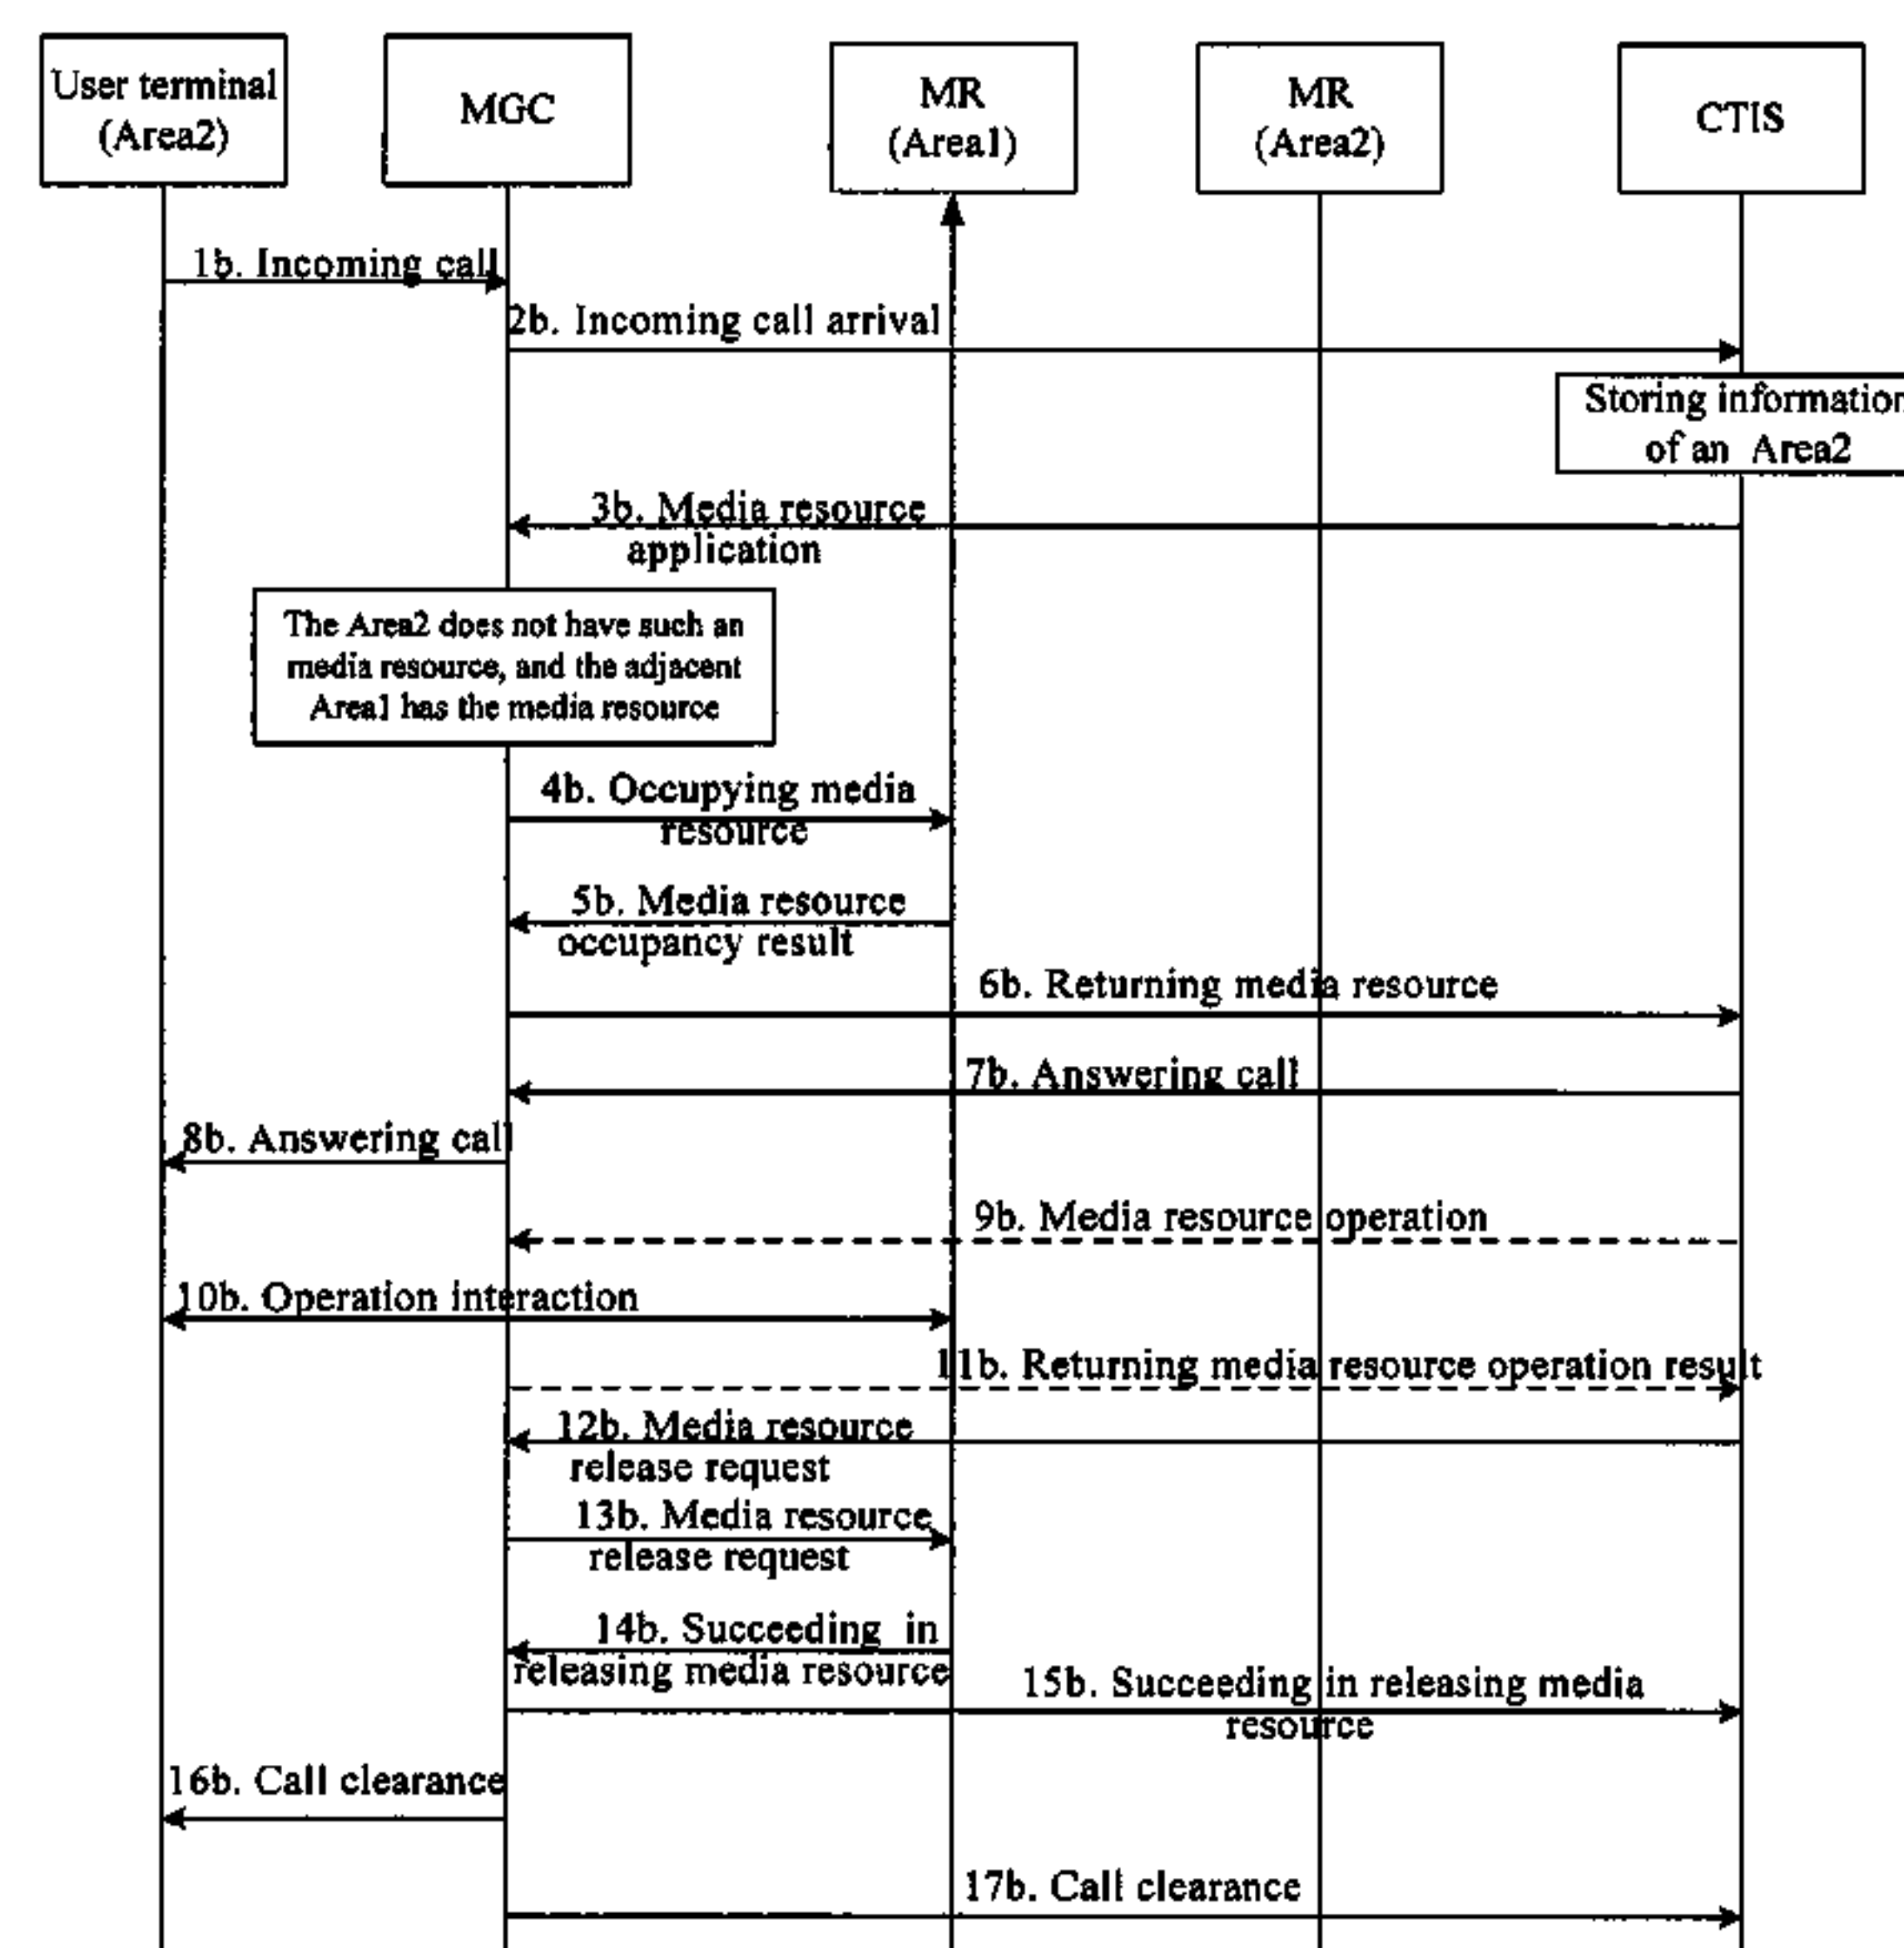 User terminal
(Area2)
MGC
MR
(Area1)
MR
(Area2)
CTIS
1b. Incoming call
2b. Incoming call arrival
Storing information
of an Area2
3b. Media resource
application
The Area2 does not have such an
media resource, and the adjacent
Area1 has the media resource
4b. Occupying media
resource
5b. Media resource
occupancy result
6b. Returning media resource
7b. Answering call
8b. Answering call
9b. Media resource operation
10b. Operation interaction
11b. Returning media resource operation result
12b. Media resource
release request
13b. Media resource
release request
14b. Succeeding in
releasing media resource
15b. Succeeding in releasing media
resource
16b. Call clearance
17b. Call clearance